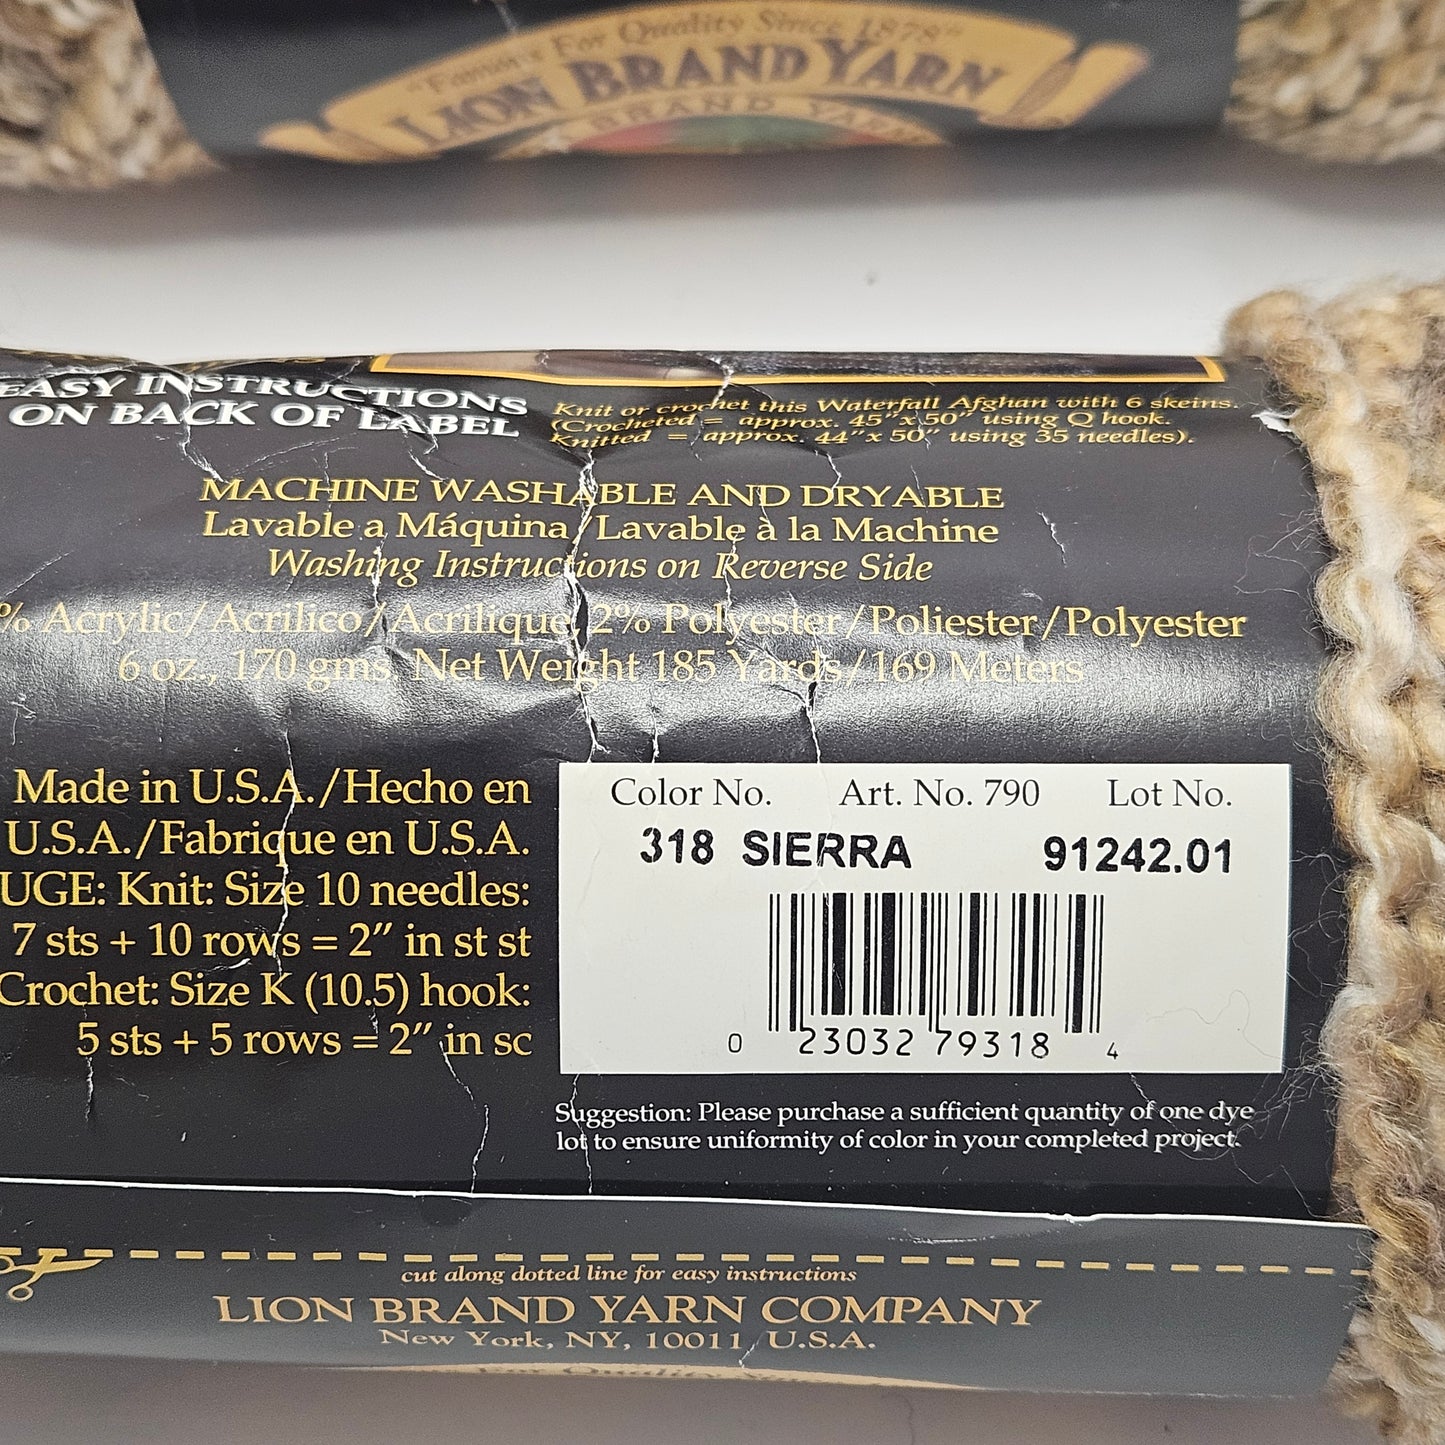 "Famous For Quality Since 1878"
LION BRAND YARN
BRAND YARN
EASY INSTRUCTIONS
ON BACK OF LABEL
Knit or crochet this Waterfall Afghan with 6 skeins.
(Crocheted = approx. 45" x 50" using Q hook.
Knitted = approx. 44" x 50" using 35 needles).
MACHINE WASHABLE AND DRYABLE
Lavable a Máquina/Lavable à la Machine
Washing Instructions on Reverse Side
% Acrylic/Acrilico/Acrilique, 2% Polyester/Poliester/Polyester
6 oz., 170 gms. Net Weight 185 Yards/169 Meters
Made in U.S.A./Hecho en
U.S.A./Fabrique en U.S.A.
UGE: Knit: Size 10 needles:
7 sts + 10 rows = 2" in st st
Crochet: Size K (10.5) hook:
5 sts + 5 rows = 2" in sc
Color No. Art. No. 790 Lot No.
318 SIERRA 91242.01
0 23032 79318 4
Suggestion: Please purchase a sufficient quantity of one dye
lot to ensure uniformity of color in your completed project.
cut along dotted line for easy instructions
LION BRAND YARN COMPANY
New York, NY, 10011, U.S.A.
For Quality